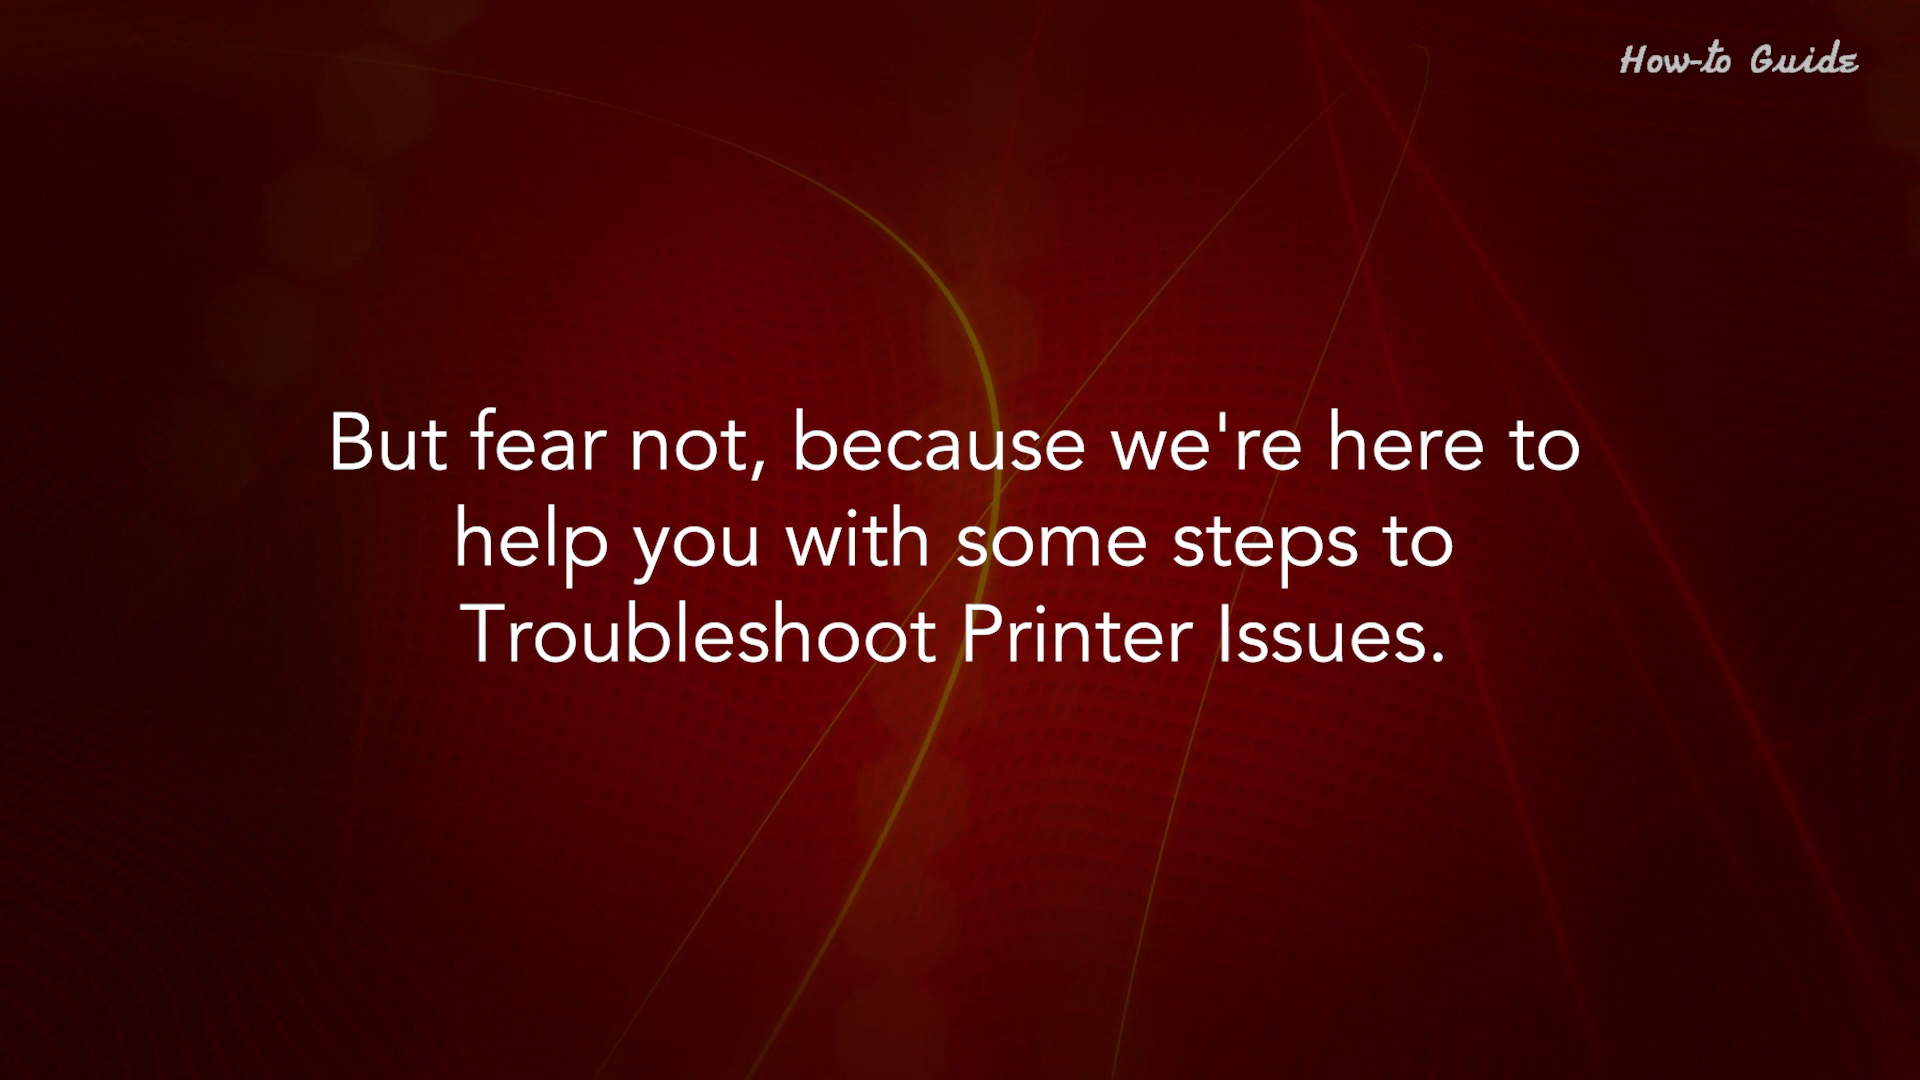 How-to Guide
But fear not, because we're here to
help you with some steps to
Troubleshoot Printer Issues.